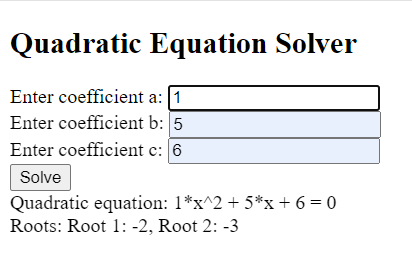 Quadratic Equation Solver
Enter coefficient a: 1
Enter coefficient b: 5
Enter coefficient c: 6
Solve
Quadratic equation: 1*x^2 + 5*x + 6 = 0
Roots: Root 1: -2, Root 2: -3